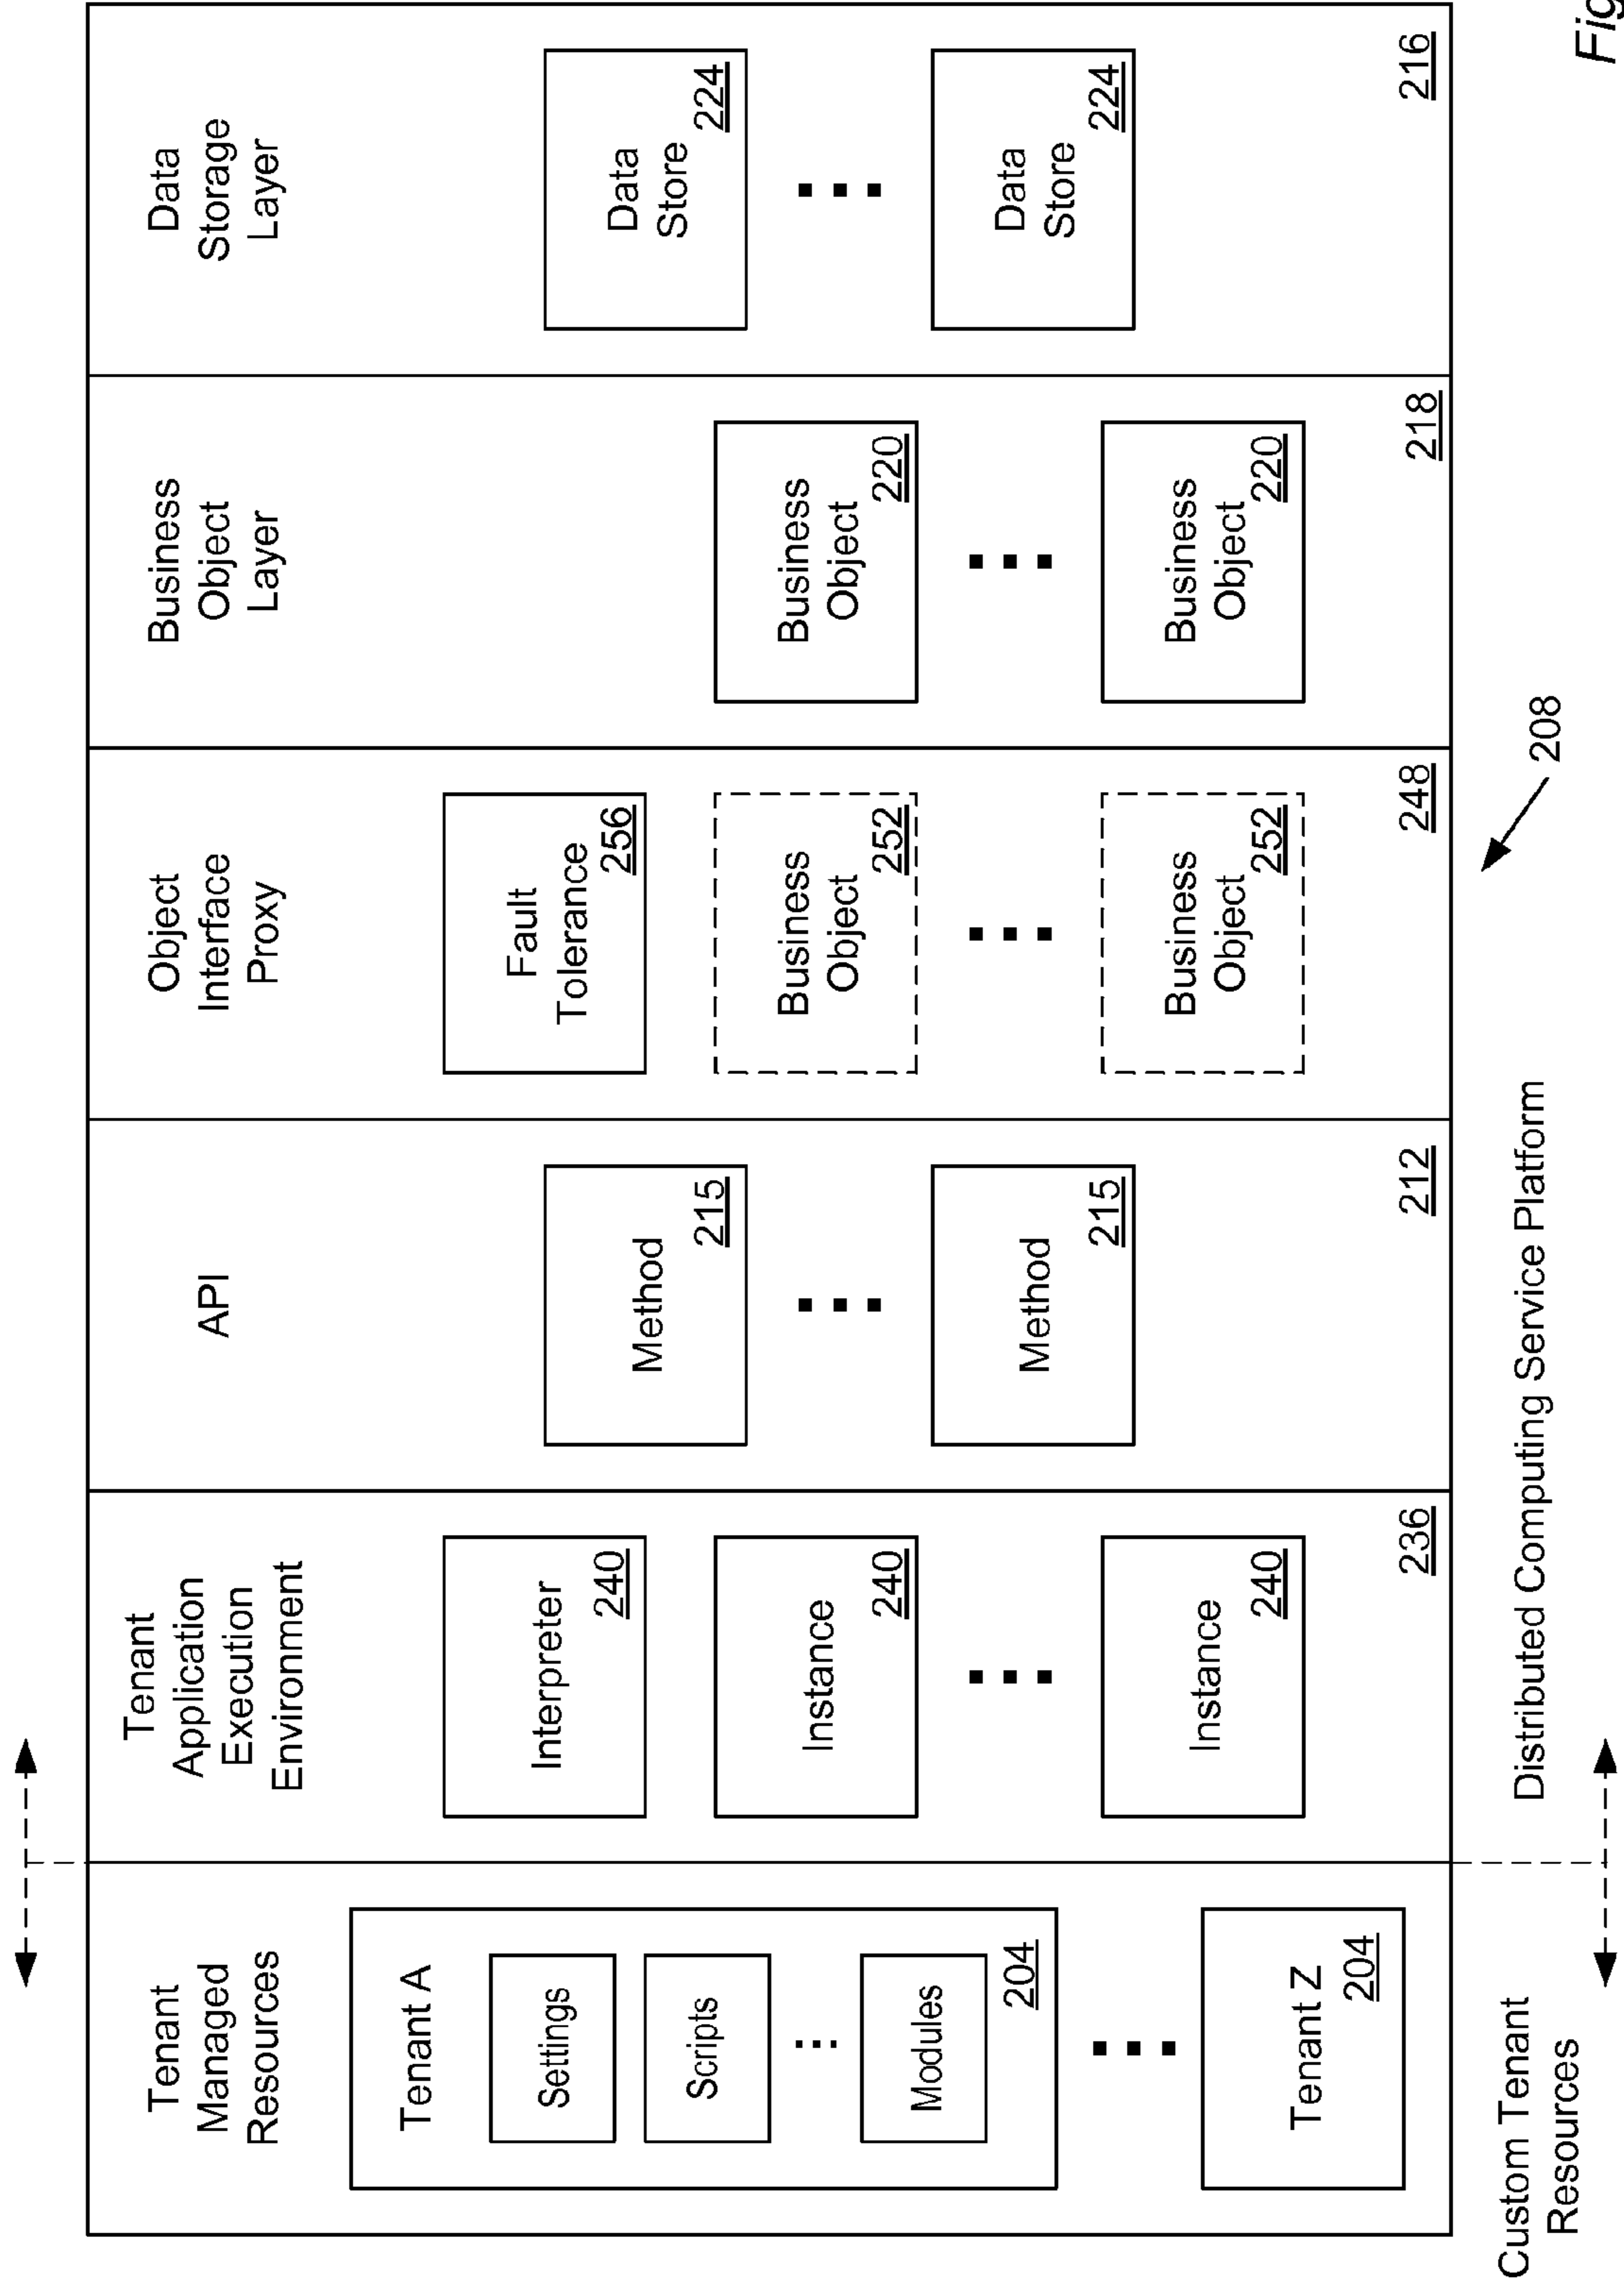 Tenant
Managed
Resources
Tenant A
Settings
Scripts
Modules
204
Tenant Z
204
Tenant
Application
Execution
Environment
Interpreter
240
Instance
240
Instance
240
236
API
Method
215
Method
215
212
Object
Interface
Proxy
Fault
Tolerance
256
Business
Object
252
Business
Object
252
248
Business
Object
Layer
Business
Object
220
Business
Object
220
218
Data
Storage
Layer
Data
Store
224
Data
Store
224
216
Custom Tenant
Resources
Distributed Computing Service Platform
208
Fig